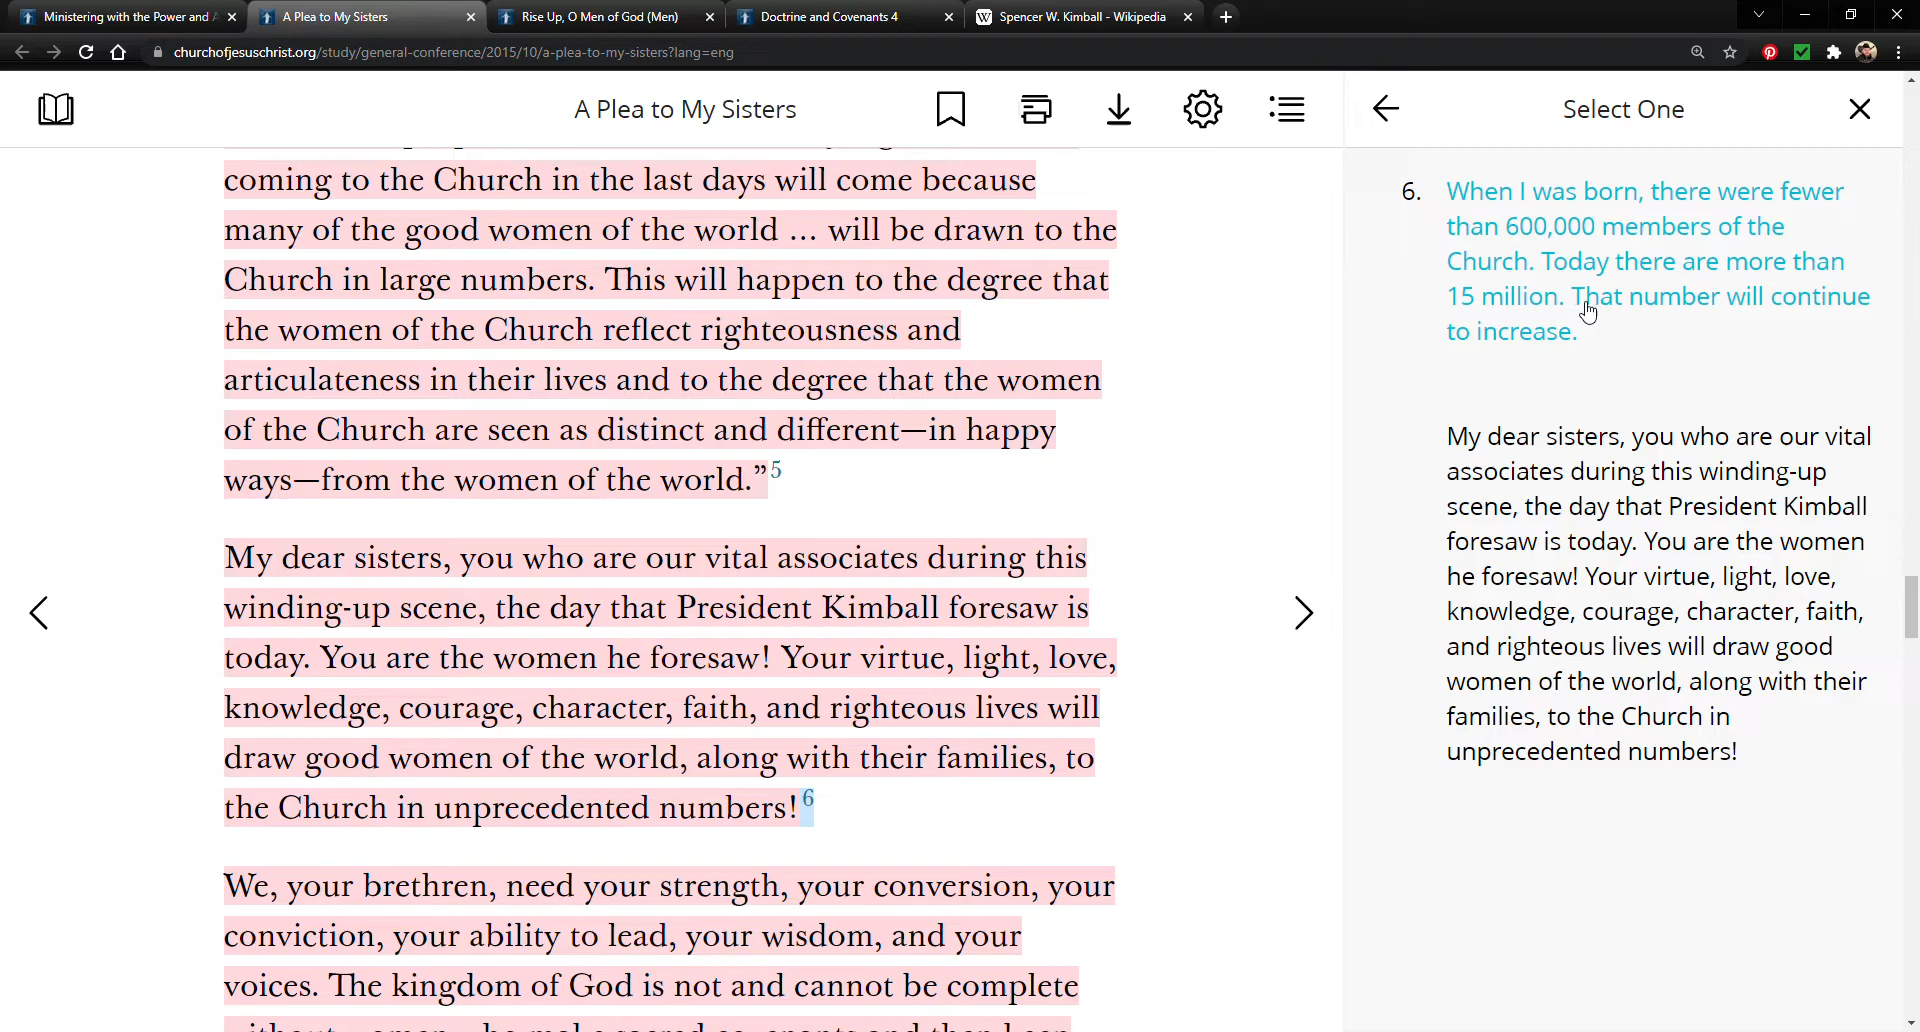 Ministering with the Power and A
A Plea to My Sisters
Rise Up, O Men of God (Men)
Doctrine and Covenants 4
Spencer W. Kimball - Wikipedia
churchofjesuschrist.org/study/general-conference/2015/10/a-plea-to-my-sisters?lang=eng
A Plea to My Sisters
coming to the Church in the last days will come because
many of the good women of the world … will be drawn to the
Church in large numbers. This will happen to the degree that
the women of the Church reflect righteousness and
articulateness in their lives and to the degree that the women
of the Church are seen as distinct and different—in happy
ways—from the women of the world.” 5
My dear sisters, you who are our vital associates during this
winding-up scene, the day that President Kimball foresaw is
today. You are the women he foresaw! Your virtue, light, love,
knowledge, courage, character, faith, and righteous lives will
draw good women of the world, along with their families, to
the Church in unprecedented numbers! 6
We, your brethren, need your strength, your conversion, your
conviction, your ability to lead, your wisdom, and your
voices. The kingdom of God is not and cannot be complete
Select One
6. When I was born, there were fewer
than 600,000 members of the
Church. Today there are more than
15 million. That number will continue
to increase.
My dear sisters, you who are our vital
associates during this winding-up
scene, the day that President Kimball
foresaw is today. You are the women
he foresaw! Your virtue, light, love,
knowledge, courage, character, faith,
and righteous lives will draw good
women of the world, along with their
families, to the Church in
unprecedented numbers!